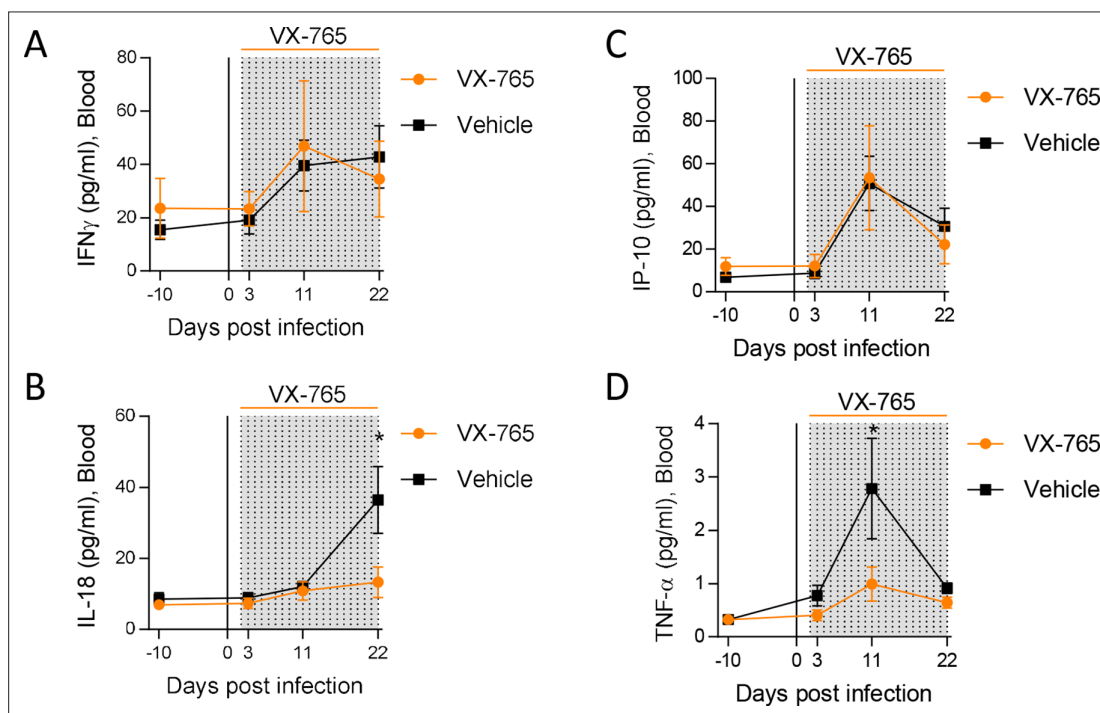 A
VX-765
80
60
40
20
0
IFNγ (pg/ml), Blood
-10 0 3 11 22
Days post infection
VX-765
Vehicle
B
VX-765
60
40
20
0
IL-18 (pg/ml), Blood
*
-10 0 3 11 22
Days post infection
VX-765
Vehicle
C
VX-765
100
80
60
40
20
0
IP-10 (pg/ml), Blood
-10 0 3 11 22
Days post infection
VX-765
Vehicle
D
VX-765
4
3
2
1
0
TNF-α (pg/ml), Blood
*
-10 0 3 11 22
Days post infection
VX-765
Vehicle